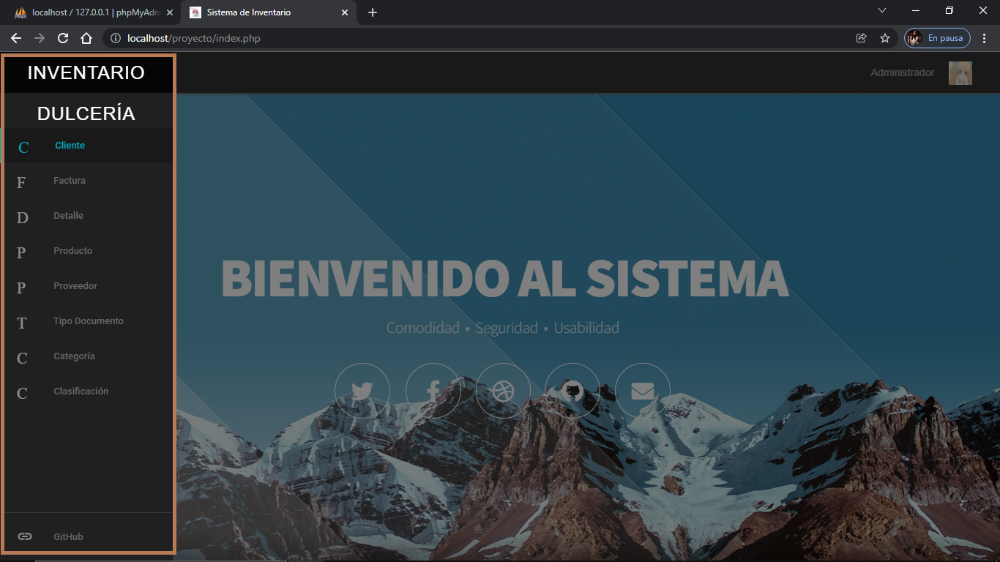 localhost / 127.0.0.1 | phpMyAdm
Sistema de Inventario
localhost/proyecto/index.php
En pausa
INVENTARIO
Administrador
DULCERÍA
C Cliente
F Factura
D Detalle
P Producto
P Proveedor
T Tipo Documento
C Categoría
C Clasificación
GitHub
BIENVENIDO AL SISTEMA
Comodidad • Seguridad • Usabilidad